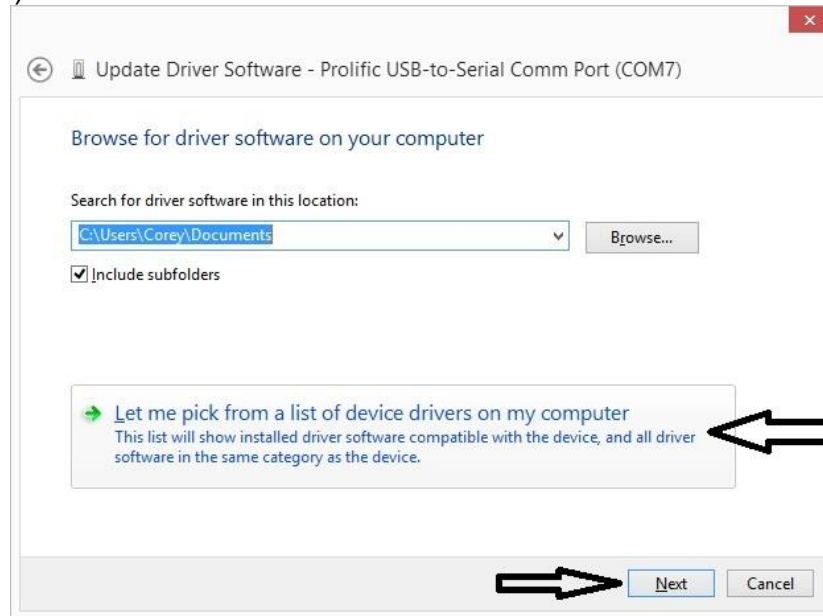 Update Driver Software - Prolific USB-to-Serial Comm Port (COM7)
Browse for driver software on your computer
Search for driver software in this location:
C:\Users\Corey\Documents
Browse...
Include subfolders
Let me pick from a list of device drivers on my computer
This list will show installed driver software compatible with the device, and all driver
software in the same category as the device.
Next Cancel